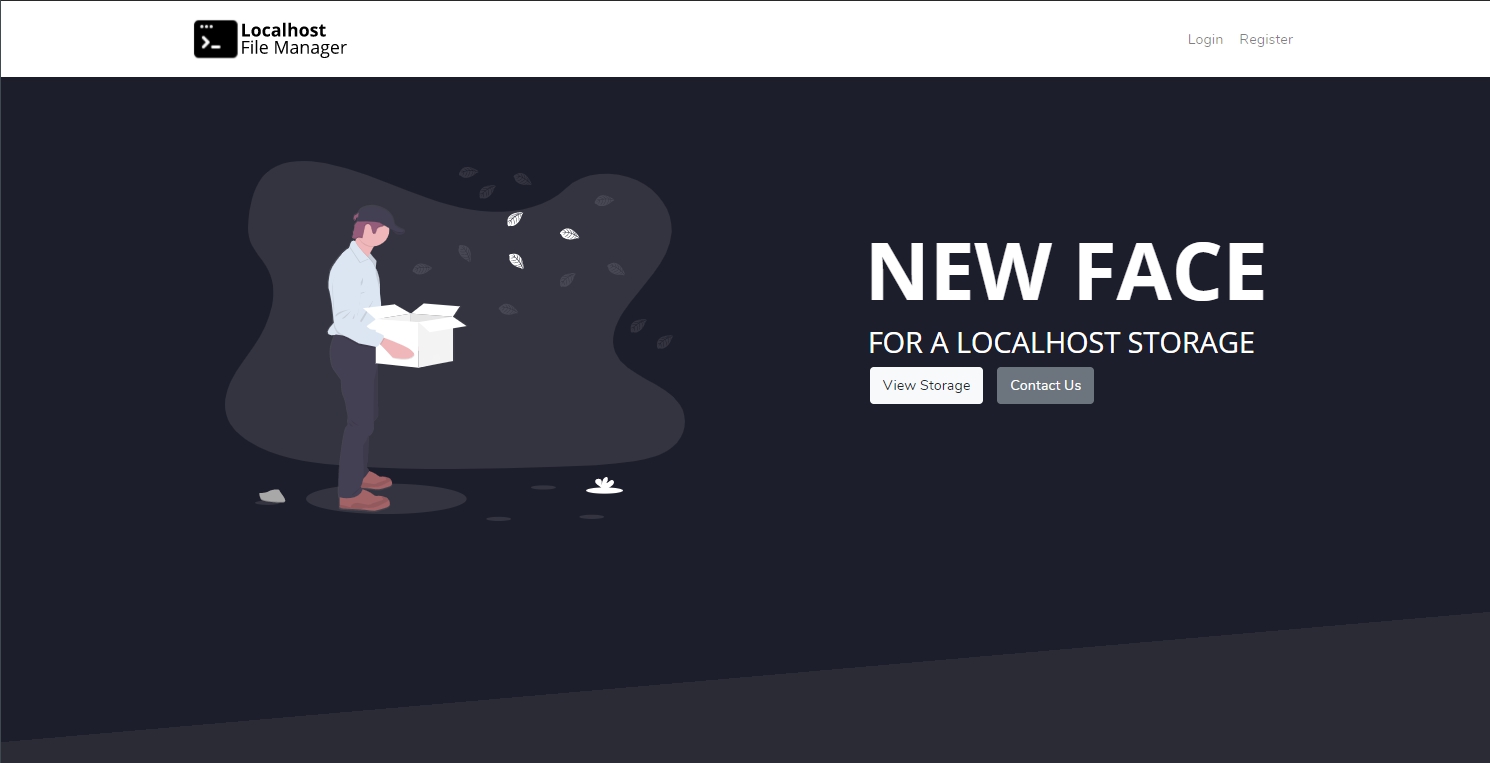 Localhost
File Manager
Login Register
NEW FACE
FOR A LOCALHOST STORAGE
View Storage Contact Us